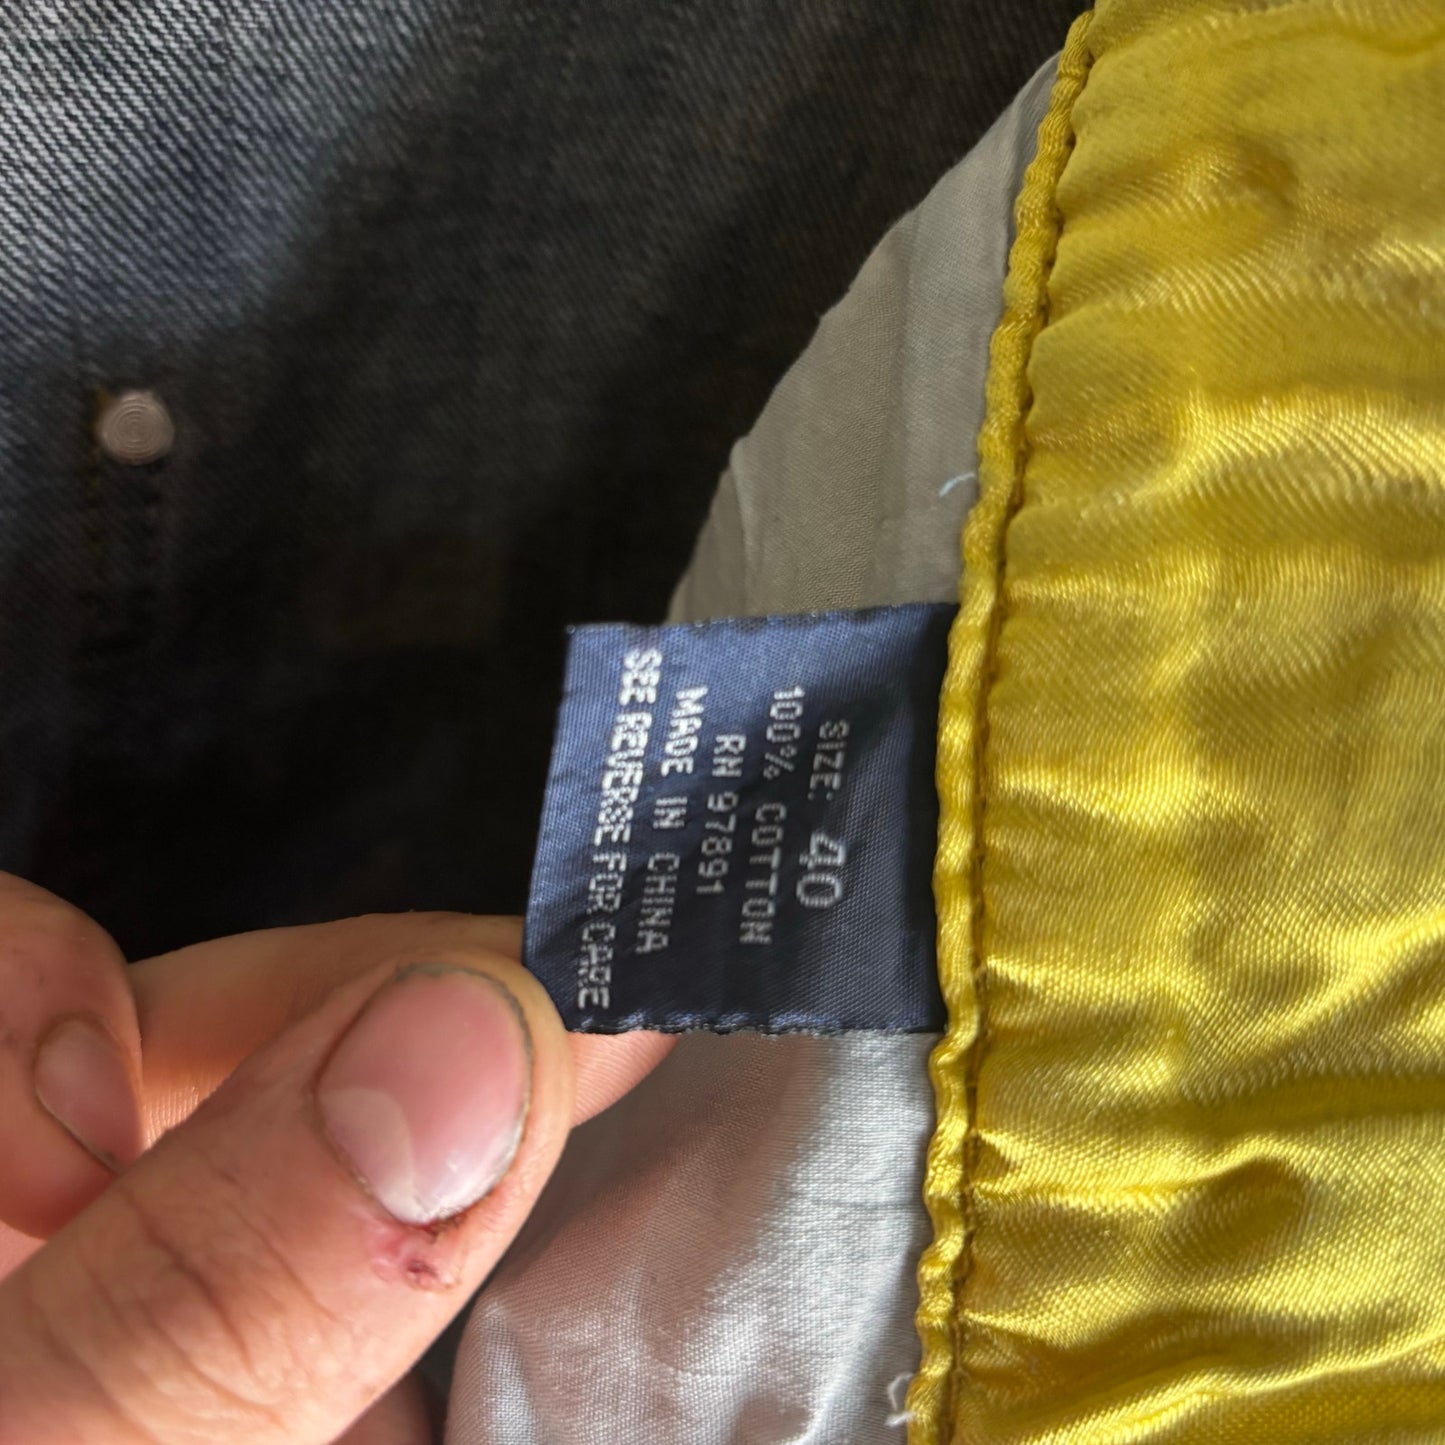 SIZE: 40
100% COTTON
RN 97891
MADE IN CHINA
SEE REVERSE FOR CARE